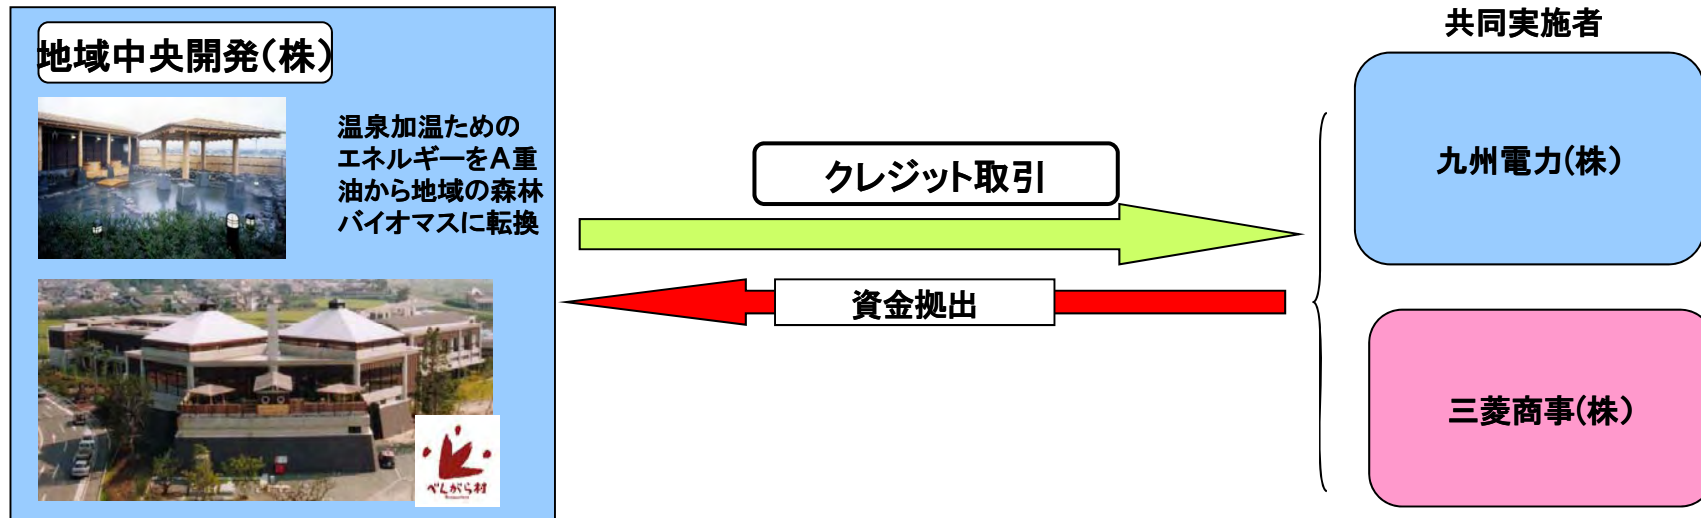 共同実施者
地域中央開発(株)
温泉加温ための
エネルギーをA重
油から地域の森林
バイオマスに転換
クレジット取引
九州電力(株)
資金拠出
三菱商事(株)
べんがら村